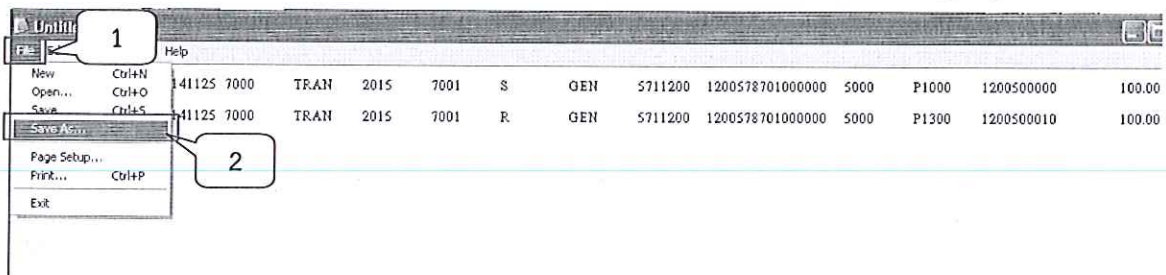 Untitle
1
File
Help
New Ctrl+N
Open... Ctrl+O
Save Ctrl+S
Save As...
Page Setup...
Print... Ctrl+P
Exit
2
141125 7000 TRAN 2015 7001 S GEN 5711200 1200578701000000 5000 P1000 1200500000 100.00
141125 7000 TRAN 2015 7001 R GEN 5711200 1200578701000000 5000 P1300 1200500010 100.00